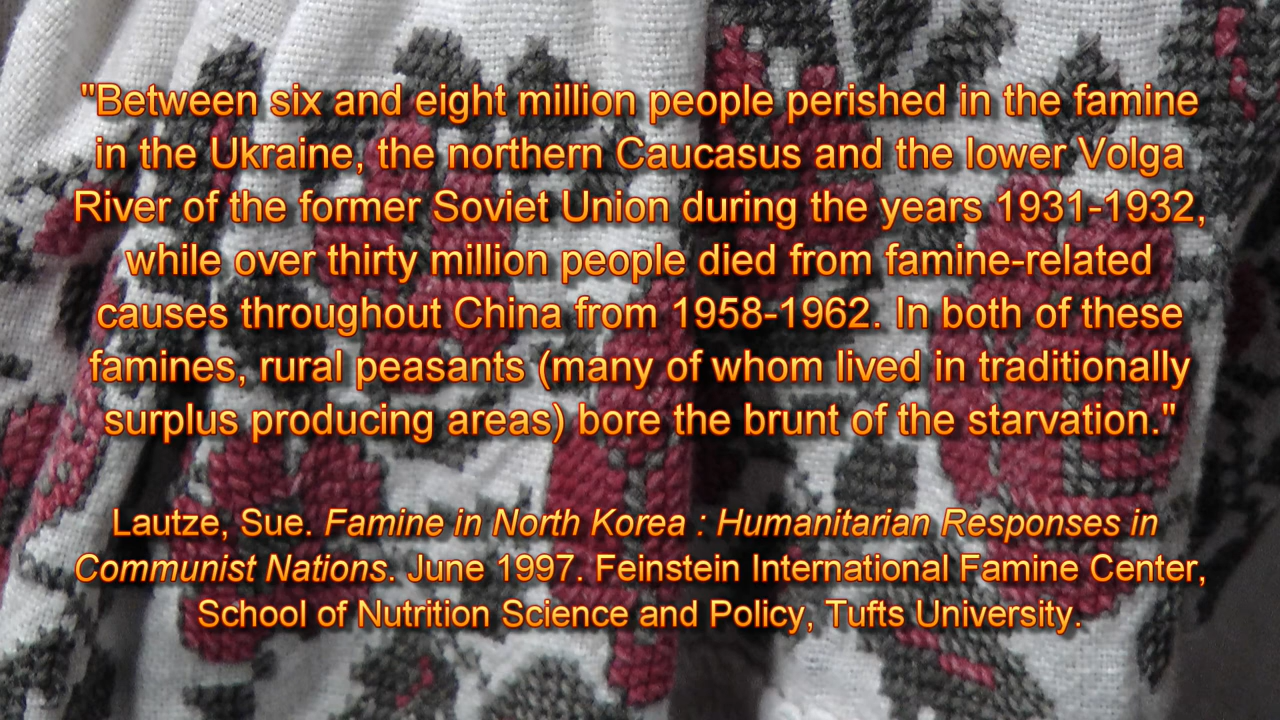 "Between six and eight million people perished in the famine
in the Ukraine, the northern Caucasus and the lower Volga
River of the former Soviet Union during the years 1931-1932,
while over thirty million people died from famine-related
causes throughout China from 1958-1962. In both of these
famines, rural peasants (many of whom lived in traditionally
surplus producing areas) bore the brunt of the starvation."
Lautze, Sue. Famine in North Korea : Humanitarian Responses in
Communist Nations. June 1997. Feinstein International Famine Center,
School of Nutrition Science and Policy, Tufts University.